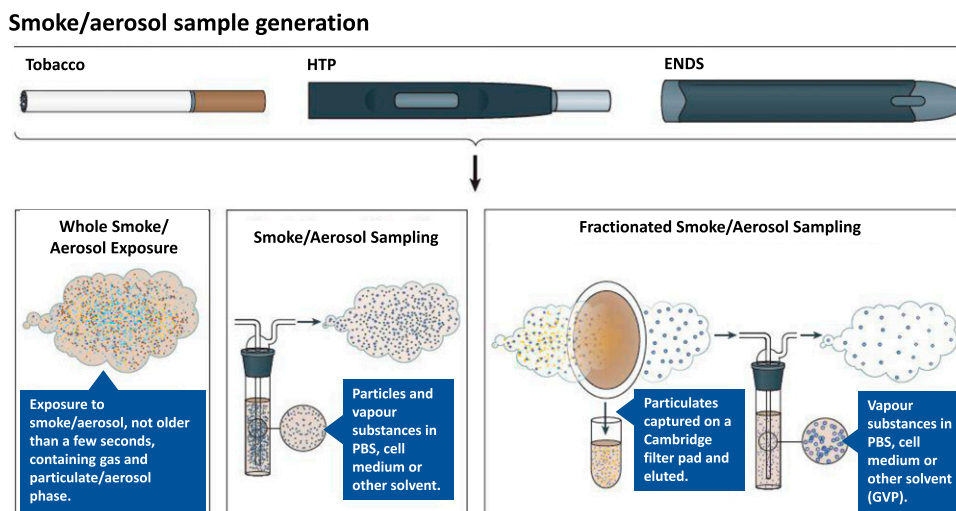 Smoke/aerosol sample generation
Tobacco
HTP
ENDS
Whole Smoke/
Aerosol Exposure
Exposure to
smoke/aerosol, not older
than a few seconds,
containing gas and
particulate/aerosol
phase.
Smoke/Aerosol Sampling
Particles and
vapour
substances in
PBS, cell
medium or
other solvent.
Fractionated Smoke/Aerosol Sampling
Particulates
captured on a
Cambridge
filter pad and
eluted.
Vapour
substances in
PBS, cell
medium or
other solvent
(GVP).